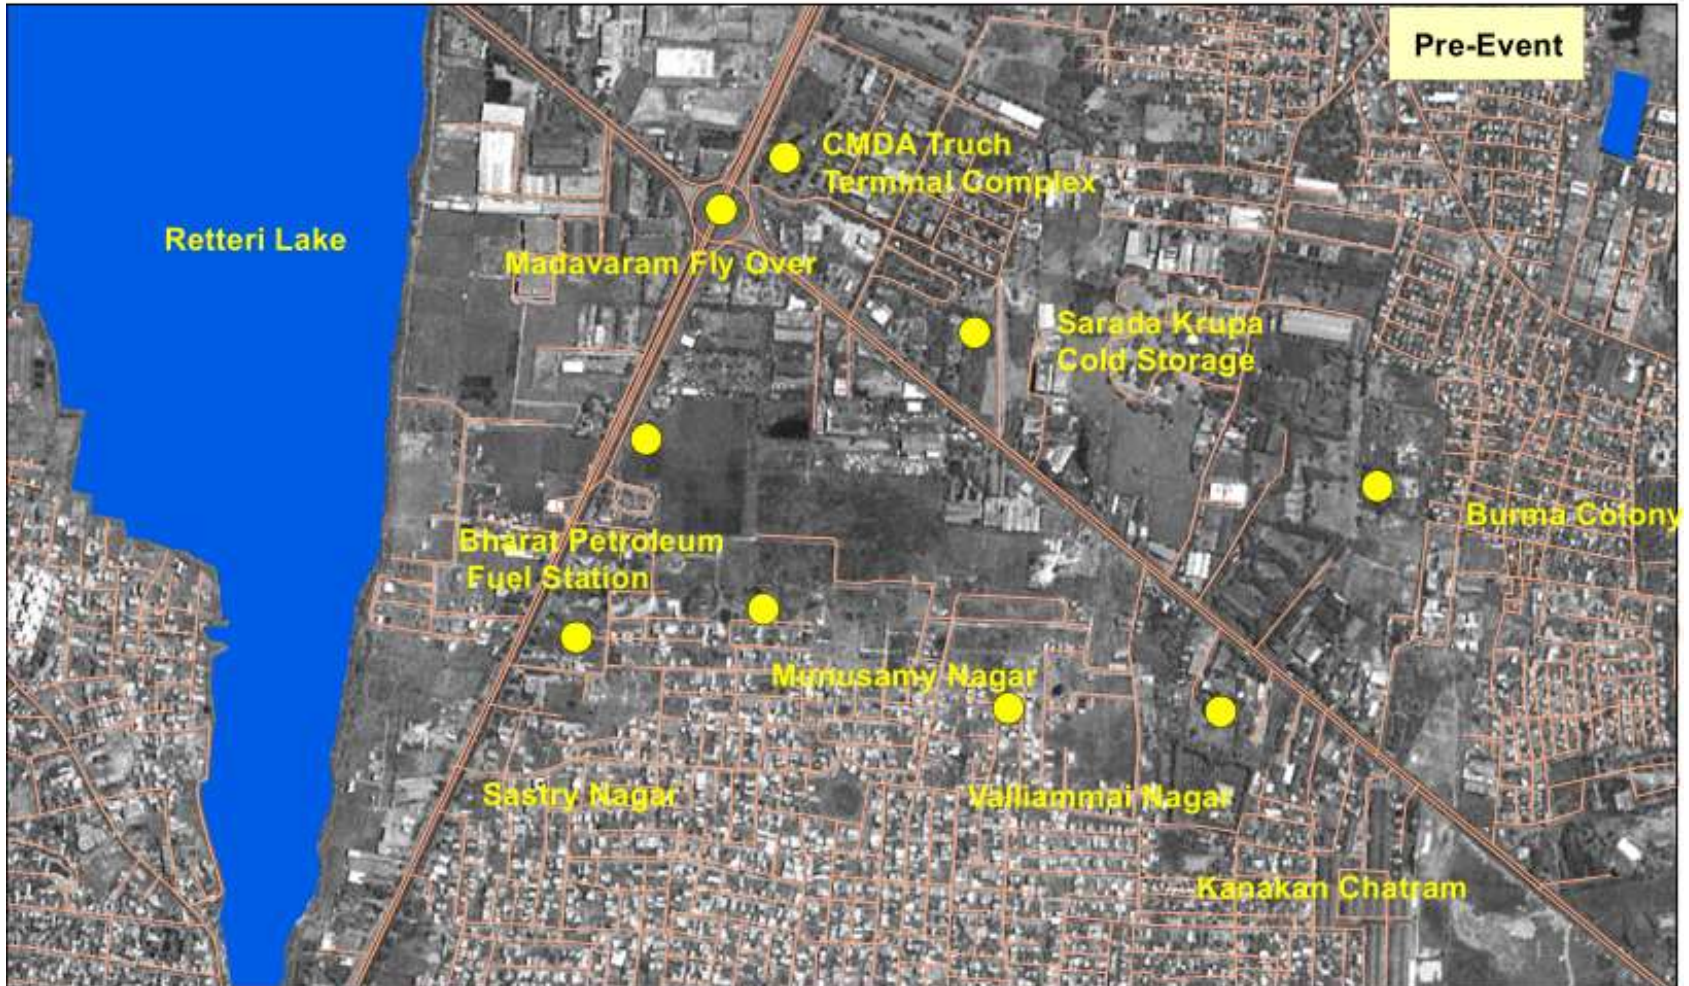 Pre-Event
CMDA Truch
Terminal Complex
Retteri Lake
Madavaram Fly Over
Sarada Krupa
Cold Storage
Burma Colony
Bharat Petroleum
Fuel Station
Munusamy Nagar
Sastry Nagar
Valliammai Nagar
Kanakan Chatram